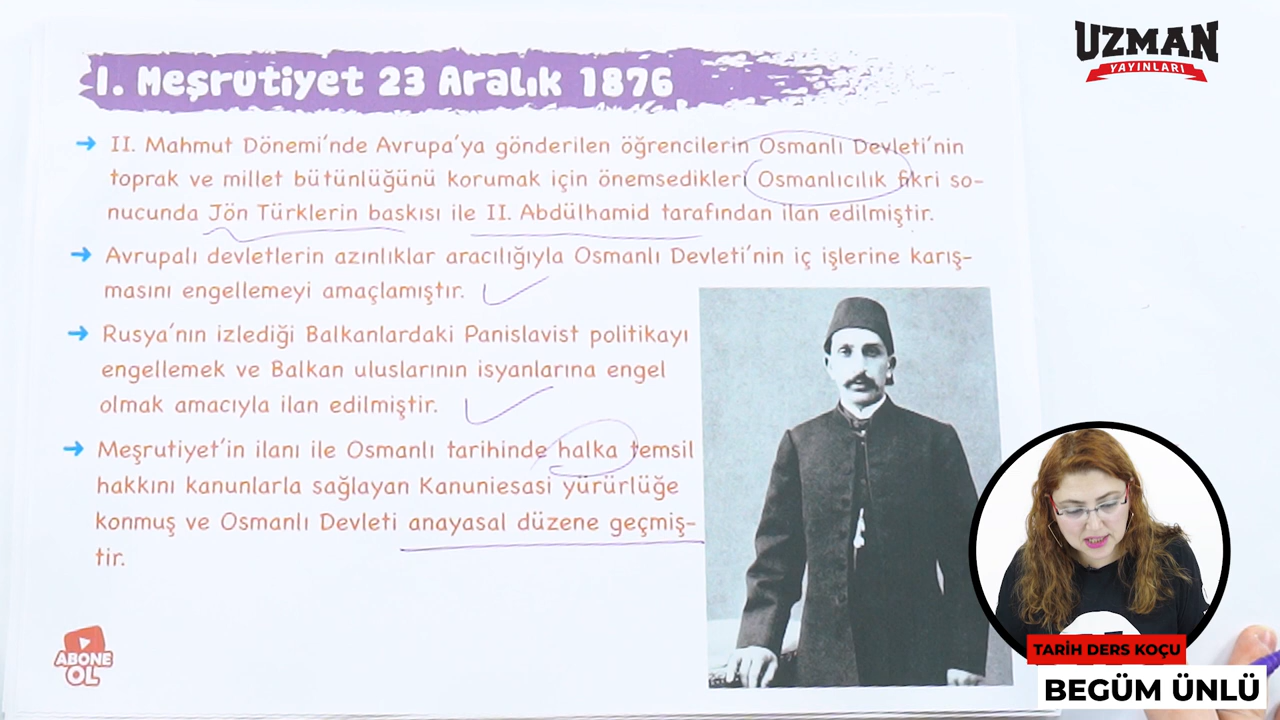 UZMAN
YAYINLARI
I. Meşrutiyet 23 Aralık 1876
II. Mahmut Dönemi'nde Avrupa'ya gönderilen öğrencilerin Osmanlı Devleti'nin
toprak ve millet bütünlüğünü korumak için önemsedikleri Osmanlıcılık fikri so-
nucunda Jön Türklerin baskısı ile II. Abdülhamid tarafından ilan edilmiştir.
Avrupalı devletlerin azınlıklar aracılığıyla Osmanlı Devleti'nin iç işlerine karış-
masını engellemeyi amaçlamıştır.
Rusya'nın izlediği Balkanlardaki Panislavist politikayı
engellemek ve Balkan uluslarının isyanlarına engel
olmak amacıyla ilan edilmiştir.
Meşrutiyet'in ilanı ile Osmanlı tarihinde halka temsil
hakkını kanunlarla sağlayan Kanuniesasi yürürlüğe
konmuş ve Osmanlı Devleti anayasal düzene geçmiş-
tir.
ABONE
OL
TARİH DERS KOÇU
BEGÜM ÜNLÜ